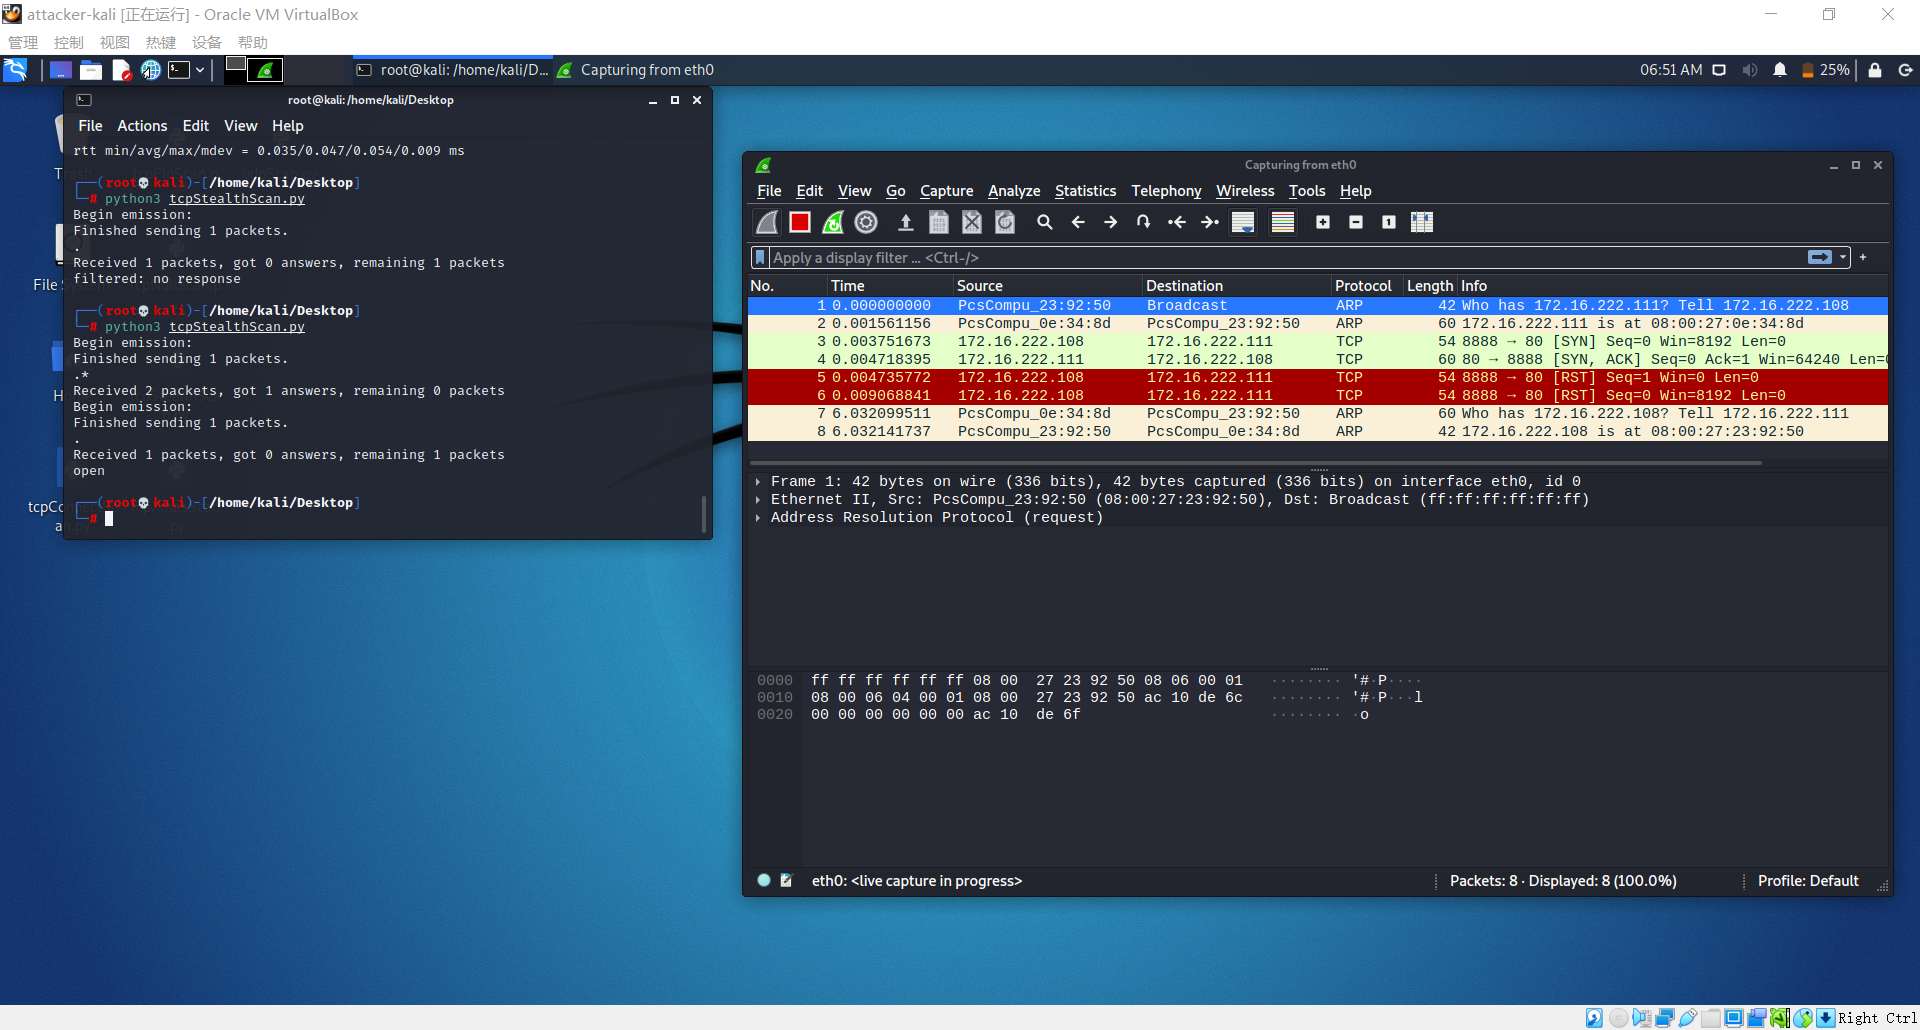 attacker-kali [正在运行] - Oracle VM VirtualBox
管理 控制 视图 热键 设备 帮助
root@kali: /home/kali/D... Capturing from eth0 06:51 AM 25%
root@kali: /home/kali/Desktop
File Actions Edit View Help
rtt min/avg/max/mdev = 0.035/0.047/0.054/0.009 ms
(root💀kali)-[/home/kali/Desktop]
# python3 tcpStealthScan.py
Begin emission:
Finished sending 1 packets.
.
Received 1 packets, got 0 answers, remaining 1 packets
filtered: no response
(root💀kali)-[/home/kali/Desktop]
# python3 tcpStealthScan.py
Begin emission:
Finished sending 1 packets.
.*
Received 2 packets, got 1 answers, remaining 0 packets
Begin emission:
Finished sending 1 packets.
.
Received 1 packets, got 0 answers, remaining 1 packets
open
(root💀kali)-[/home/kali/Desktop]
#
File
tcpCo
Capturing from eth0
File Edit View Go Capture Analyze Statistics Telephony Wireless Tools Help
Apply a display filter ... <Ctrl-/>
No. Time Source Destination Protocol Length Info
1 0.000000000 PcsCompu_23:92:50 Broadcast ARP 42 Who has 172.16.222.111? Tell 172.16.222.108
2 0.001561156 PcsCompu_0e:34:8d PcsCompu_23:92:50 ARP 60 172.16.222.111 is at 08:00:27:0e:34:8d
3 0.003751673 172.16.222.108 172.16.222.111 TCP 54 8888 → 80 [SYN] Seq=0 Win=8192 Len=0
4 0.004718395 172.16.222.111 172.16.222.108 TCP 60 80 → 8888 [SYN, ACK] Seq=0 Ack=1 Win=64240 Len=0
5 0.004735772 172.16.222.108 172.16.222.111 TCP 54 8888 → 80 [RST] Seq=1 Win=0 Len=0
6 0.009068841 172.16.222.108 172.16.222.111 TCP 54 8888 → 80 [RST] Seq=0 Win=8192 Len=0
7 6.032099511 PcsCompu_0e:34:8d PcsCompu_23:92:50 ARP 60 Who has 172.16.222.108? Tell 172.16.222.111
8 6.032141737 PcsCompu_23:92:50 PcsCompu_0e:34:8d ARP 42 172.16.222.108 is at 08:00:27:23:92:50
Frame 1: 42 bytes on wire (336 bits), 42 bytes captured (336 bits) on interface eth0, id 0
Ethernet II, Src: PcsCompu_23:92:50 (08:00:27:23:92:50), Dst: Broadcast (ff:ff:ff:ff:ff:ff)
Address Resolution Protocol (request)
0000 ff ff ff ff ff ff 08 00 27 23 92 50 08 06 00 01 ········ '#·P····
0010 08 00 06 04 00 01 08 00 27 23 92 50 ac 10 de 6c ········ '#·P···l
0020 00 00 00 00 00 00 ac 10 de 6f ········ ·o
eth0: <live capture in progress> Packets: 8 · Displayed: 8 (100.0%) Profile: Default
Right Ctrl